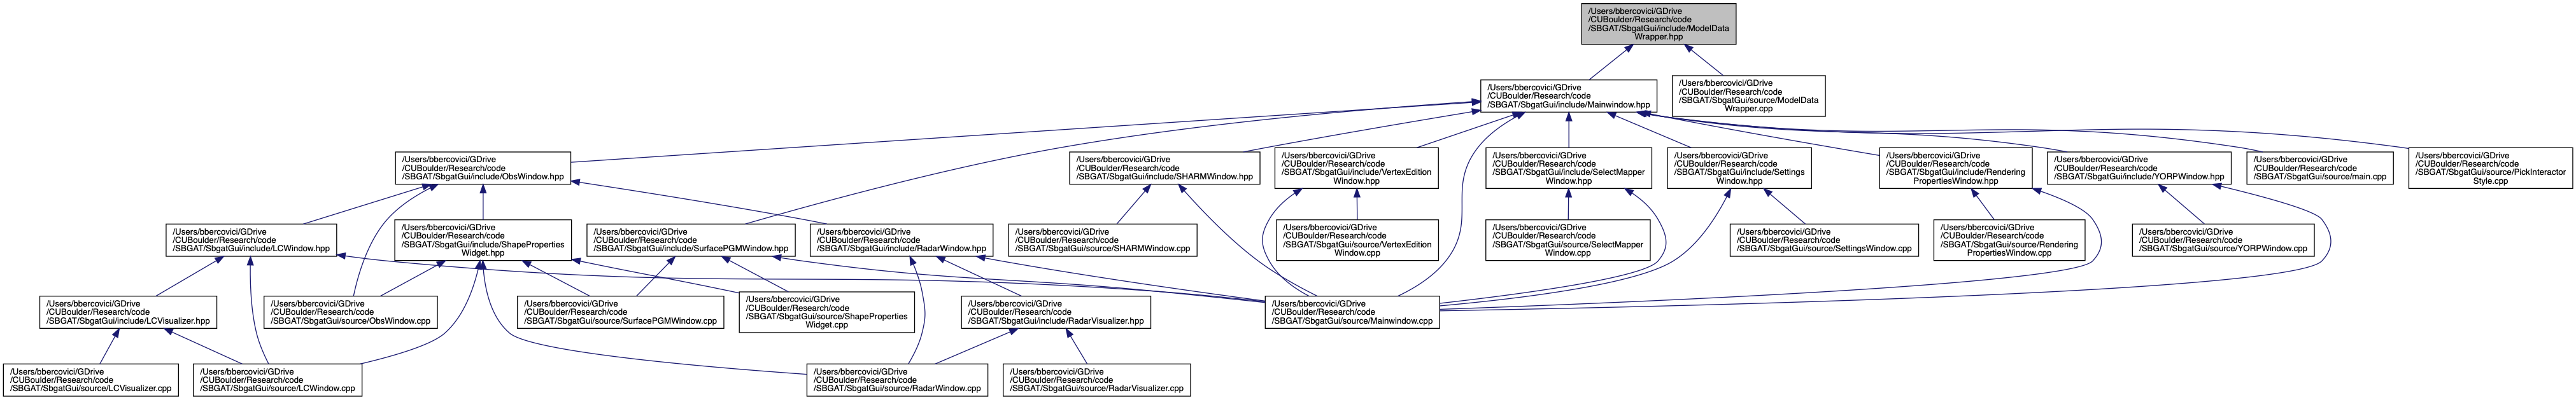 /Users/bbercovici/GDrive
/CUBoulder/Research/code
/SBGAT/SbgatGui/include/ModelData
Wrapper.hpp
/Users/bbercovici/GDrive
/CUBoulder/Research/code
/SBGAT/SbgatGui/include/Mainwindow.hpp
/Users/bbercovici/GDrive
/CUBoulder/Research/code
/SBGAT/SbgatGui/source/ModelData
Wrapper.cpp
/Users/bbercovici/GDrive
/CUBoulder/Research/code
/SBGAT/SbgatGui/include/ObsWindow.hpp
/Users/bbercovici/GDrive
/CUBoulder/Research/code
/SBGAT/SbgatGui/include/SHARMWindow.hpp
/Users/bbercovici/GDrive
/CUBoulder/Research/code
/SBGAT/SbgatGui/include/VertexEdition
Window.hpp
/Users/bbercovici/GDrive
/CUBoulder/Research/code
/SBGAT/SbgatGui/include/SelectMapper
Window.hpp
/Users/bbercovici/GDrive
/CUBoulder/Research/code
/SBGAT/SbgatGui/include/Settings
Window.hpp
/Users/bbercovici/GDrive
/CUBoulder/Research/code
/SBGAT/SbgatGui/include/Rendering
PropertiesWindow.hpp
/Users/bbercovici/GDrive
/CUBoulder/Research/code
/SBGAT/SbgatGui/include/YORPWindow.hpp
/Users/bbercovici/GDrive
/CUBoulder/Research/code
/SBGAT/SbgatGui/source/main.cpp
/Users/bbercovici/GDrive
/CUBoulder/Research/code
/SBGAT/SbgatGui/source/PickInteractor
Style.cpp
/Users/bbercovici/GDrive
/CUBoulder/Research/code
/SBGAT/SbgatGui/include/LCWindow.hpp
/Users/bbercovici/GDrive
/CUBoulder/Research/code
/SBGAT/SbgatGui/include/ShapeProperties
Widget.hpp
/Users/bbercovici/GDrive
/CUBoulder/Research/code
/SBGAT/SbgatGui/include/SurfacePGMWindow.hpp
/Users/bbercovici/GDrive
/CUBoulder/Research/code
/SBGAT/SbgatGui/include/RadarWindow.hpp
/Users/bbercovici/GDrive
/CUBoulder/Research/code
/SBGAT/SbgatGui/source/SHARMWindow.cpp
/Users/bbercovici/GDrive
/CUBoulder/Research/code
/SBGAT/SbgatGui/source/VertexEdition
Window.cpp
/Users/bbercovici/GDrive
/CUBoulder/Research/code
/SBGAT/SbgatGui/source/SelectMapper
Window.cpp
/Users/bbercovici/GDrive
/CUBoulder/Research/code
/SBGAT/SbgatGui/source/SettingsWindow.cpp
/Users/bbercovici/GDrive
/CUBoulder/Research/code
/SBGAT/SbgatGui/source/Rendering
PropertiesWindow.cpp
/Users/bbercovici/GDrive
/CUBoulder/Research/code
/SBGAT/SbgatGui/source/YORPWindow.cpp
/Users/bbercovici/GDrive
/CUBoulder/Research/code
/SBGAT/SbgatGui/include/LCVisualizer.hpp
/Users/bbercovici/GDrive
/CUBoulder/Research/code
/SBGAT/SbgatGui/source/ObsWindow.cpp
/Users/bbercovici/GDrive
/CUBoulder/Research/code
/SBGAT/SbgatGui/source/SurfacePGMWindow.cpp
/Users/bbercovici/GDrive
/CUBoulder/Research/code
/SBGAT/SbgatGui/source/ShapeProperties
Widget.cpp
/Users/bbercovici/GDrive
/CUBoulder/Research/code
/SBGAT/SbgatGui/include/RadarVisualizer.hpp
/Users/bbercovici/GDrive
/CUBoulder/Research/code
/SBGAT/SbgatGui/source/Mainwindow.cpp
/Users/bbercovici/GDrive
/CUBoulder/Research/code
/SBGAT/SbgatGui/source/LCVisualizer.cpp
/Users/bbercovici/GDrive
/CUBoulder/Research/code
/SBGAT/SbgatGui/source/LCWindow.cpp
/Users/bbercovici/GDrive
/CUBoulder/Research/code
/SBGAT/SbgatGui/source/RadarWindow.cpp
/Users/bbercovici/GDrive
/CUBoulder/Research/code
/SBGAT/SbgatGui/source/RadarVisualizer.cpp